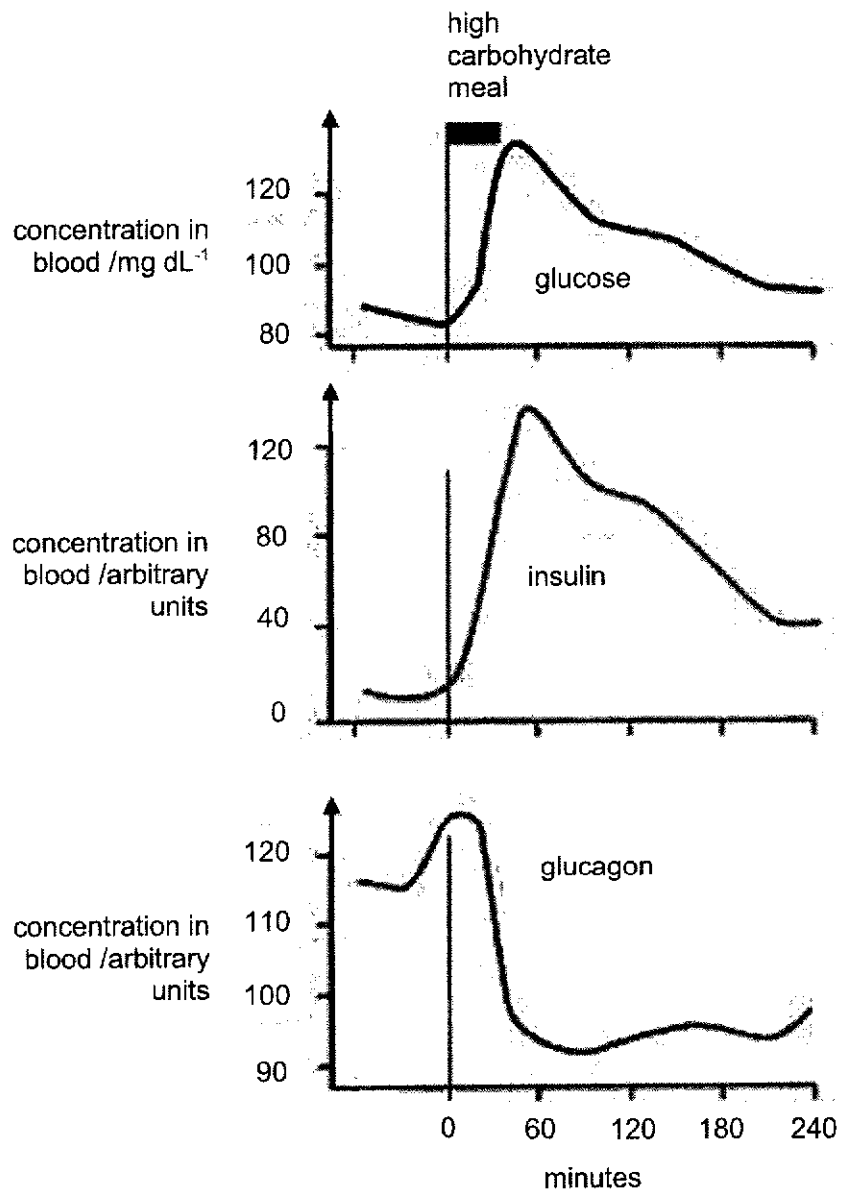 high
carbohydrate
meal
120
100
80
concentration in
blood /mg dL-1
glucose
120
80
40
0
concentration in
blood /arbitrary
units
insulin
120
110
100
90
concentration in
blood /arbitrary
units
glucagon
0 60 120 180 240
minutes